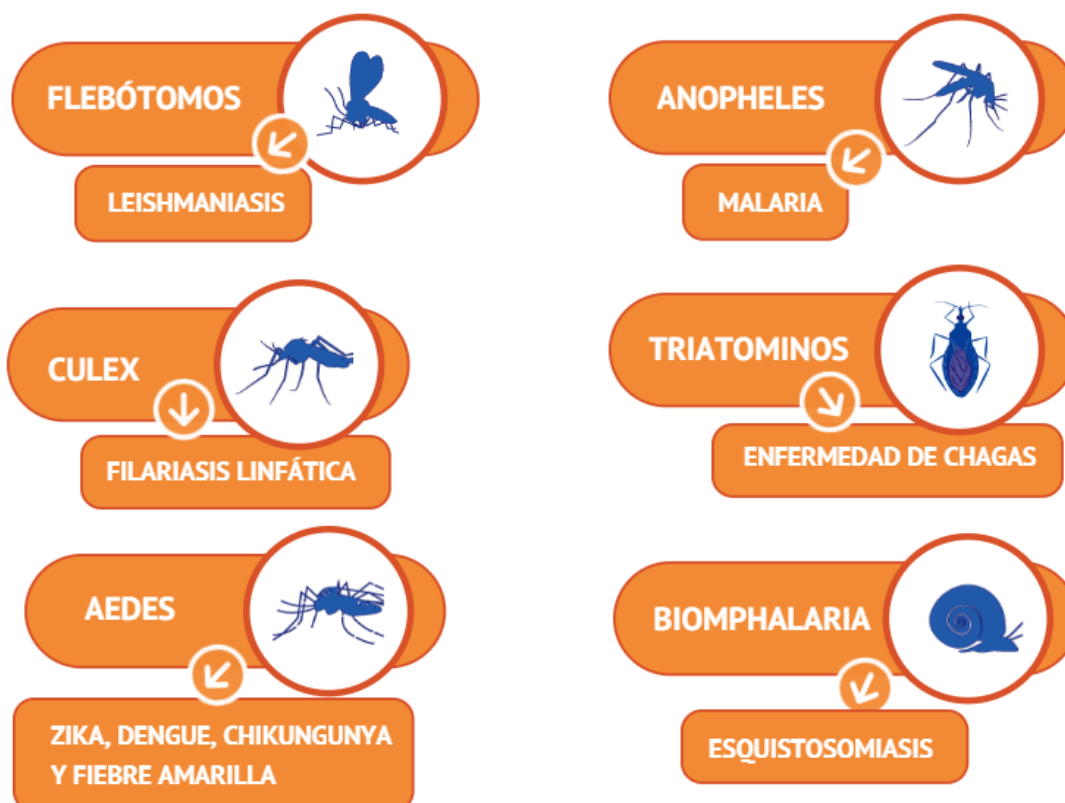 FLEBÓTOMOS
LEISHMANIASIS
ANOPHELES
MALARIA
CULEX
FILARIASIS LINFÁTICA
TRIATOMINOS
ENFERMEDAD DE CHAGAS
AEDES
ZIKA, DENGUE, CHIKUNGUNYA
Y FIEBRE AMARILLA
BIOMPHALARIA
ESQUISTOSOMIASIS